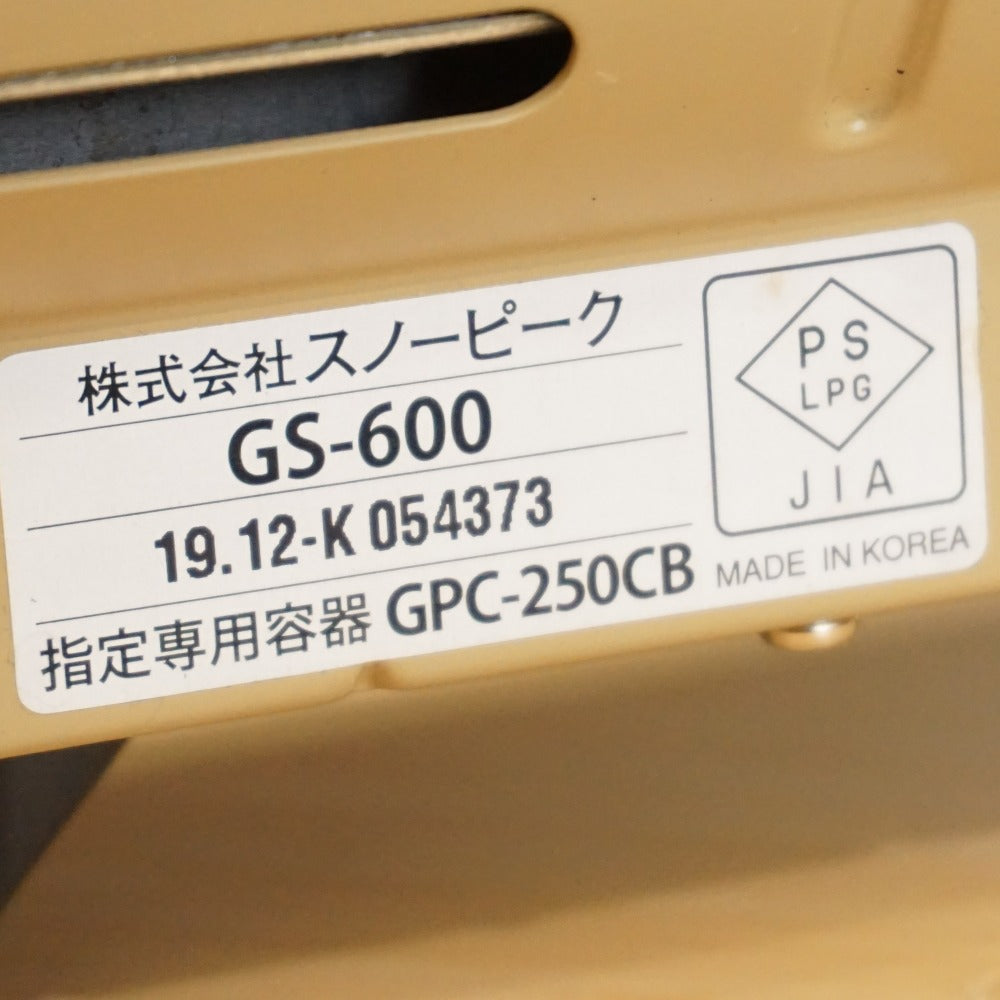 株式会社スノーピーク
GS-600
19.12-K 054373
指定専用容器 GPC-250CB
PS
LPG
JIA
MADE IN KOREA